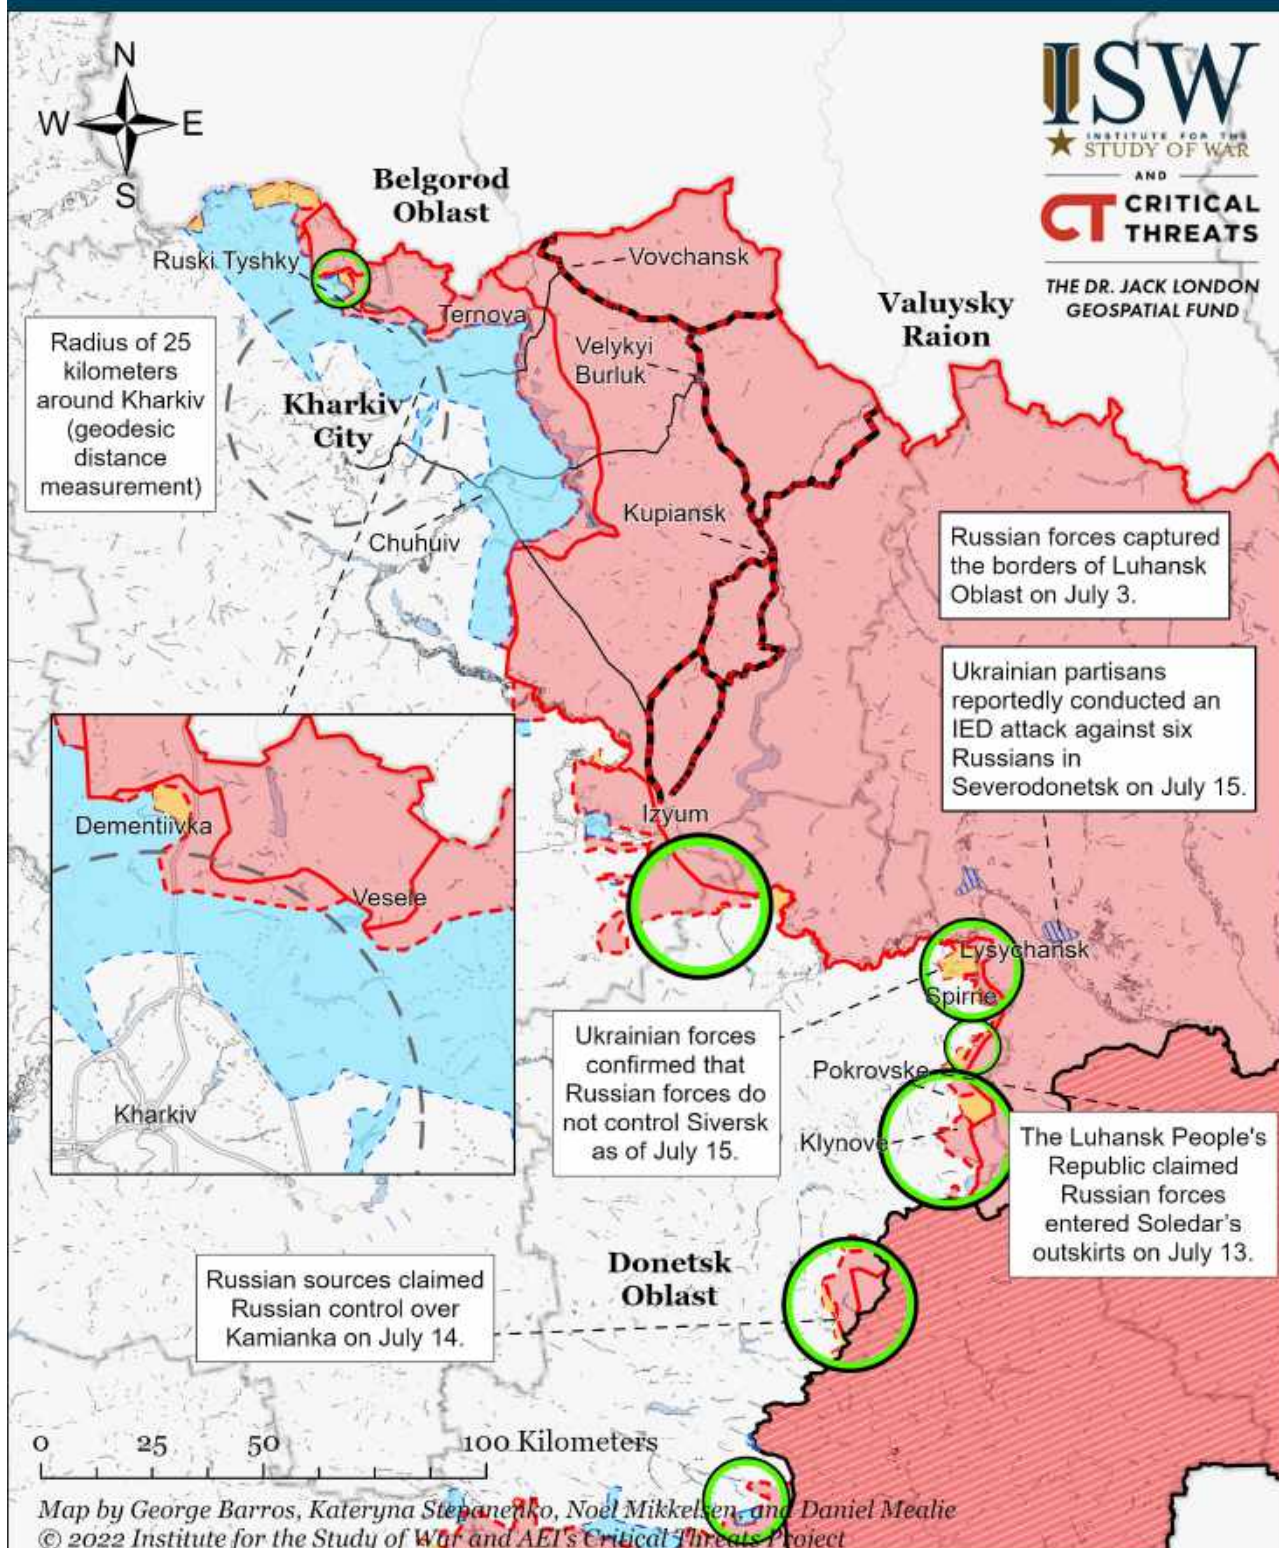 N
W E
S
ISW
INSTITUTE FOR THE
STUDY OF WAR
AND
CT CRITICAL
THREATS
THE DR. JACK LONDON
GEOSPATIAL FUND
Belgorod
Oblast
Ruski Tyshky
Vovchansk
Ternova
Valuysky
Raion
Radius of 25
kilometers
around Kharkiv
(geodesic
distance
measurement)
Velykyi
Burluk
Kharkiv
City
Kupiansk
Chuhuiv
Russian forces captured
the borders of Luhansk
Oblast on July 3.
Ukrainian partisans
reportedly conducted an
IED attack against six
Russians in
Severodonetsk on July 15.
Dementiivka
Vesele
Kharkiv
Izyum
Lysychansk
Spirne
Ukrainian forces
confirmed that
Russian forces do
not control Siversk
as of July 15.
Pokrovske
Klynove
The Luhansk People's
Republic claimed
Russian forces
entered Soledar's
outskirts on July 13.
Donetsk
Oblast
Russian sources claimed
Russian control over
Kamianka on July 14.
0 25 50 100 Kilometers
Map by George Barros, Kateryna Stepanenko, Noel Mikkelsen, and Daniel Mealie
© 2022 Institute for the Study of War and AEI's Critical Threats Project